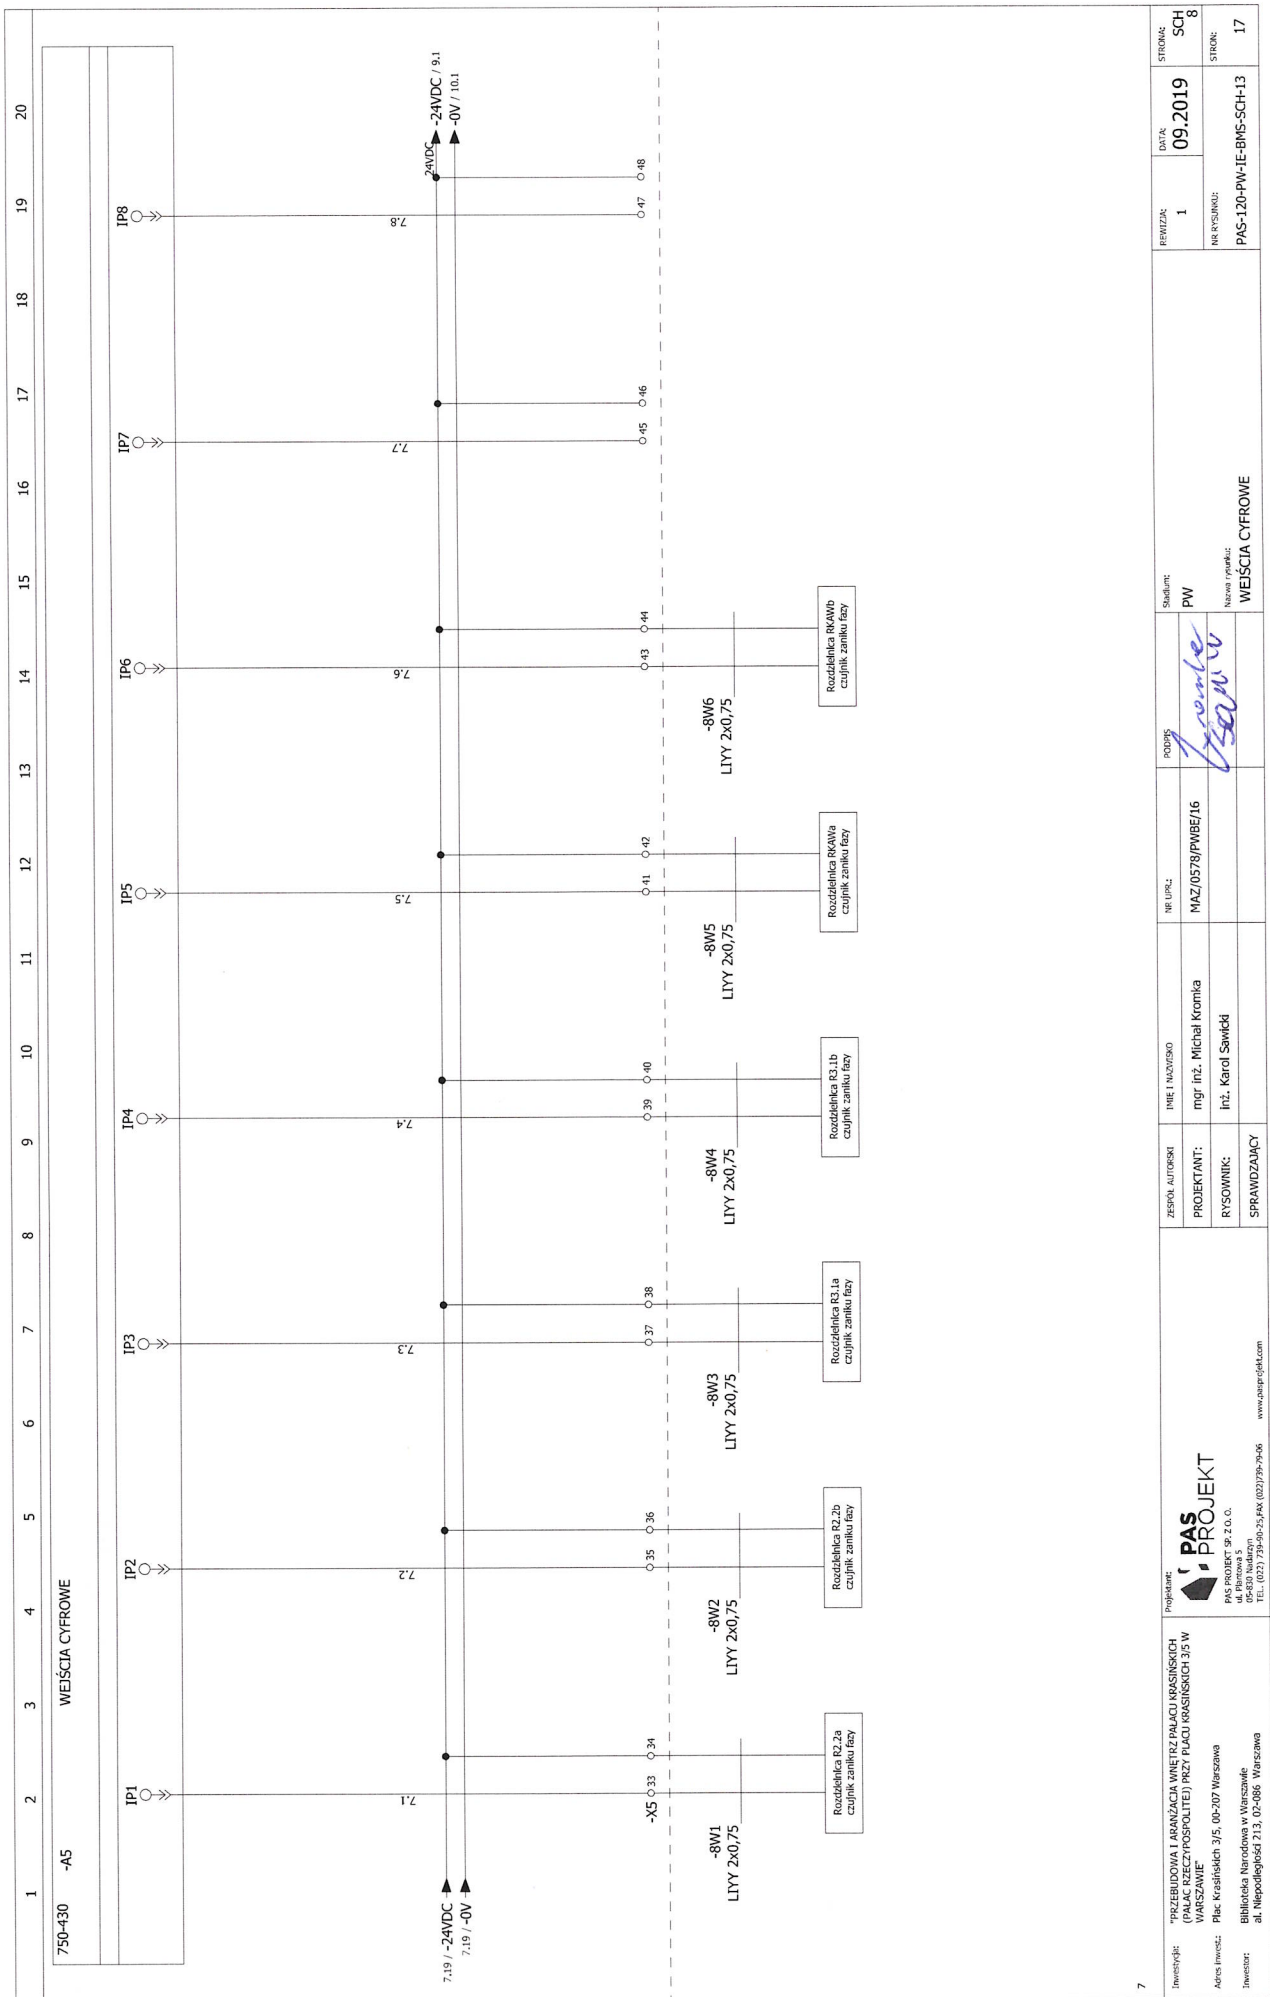 1 2 3 4 5 6 7 8 9 10 11 12 13 14 15 16 17 18 19 20
750-430 -A5 WEJŚCIA CYFROWE
IP1 IP2 IP3 IP4 IP5 IP6 IP7 IP8
7.1 7.2 7.3 7.4 7.5 7.6 7.7 7.8
24VDC
7.19 / -24VDC
-24VDC / 9.1
7.19 / -0V
-0V / 10.1
-X5 33 34 35 36 37 38 39 40 41 42 43 44 45 46 47 48
-8W1
LIYY 2x0,75
-8W2
LIYY 2x0,75
-8W3
LIYY 2x0,75
-8W4
LIYY 2x0,75
-8W5
LIYY 2x0,75
-8W6
LIYY 2x0,75
Rozdzielnica R2.2a
czujnik zaniku fazy
Rozdzielnica R2.2b
czujnik zaniku fazy
Rozdzielnica R3.1a
czujnik zaniku fazy
Rozdzielnica R3.1b
czujnik zaniku fazy
Rozdzielnica RKAWa
czujnik zaniku fazy
Rozdzielnica RKAWb
czujnik zaniku fazy
7
Inwestycja:
"PRZEBUDOWA I ARANŻACJA WNĘTRZ PAŁACU KRASIŃSKICH
(PAŁAC RZECZYPOSPOLITEJ) PRZY PLACU KRASIŃSKICH 3/5 W
WARSZAWIE"
Adres inwest.: Plac Krasińskich 3/5, 00-207 Warszawa
Inwestor:
Biblioteka Narodowa w Warszawie
al. Niepodległości 213, 02-086 Warszawa
Projektant:
PAS
PROJEKT
PAS PROJEKT SP. Z O. O.
ul. Plantowa 5
05-830 Nadarzyn
TEL. (022) 739-90-25,FAX (022)739-79-06 www.pasprojekt.com
ZESPÓŁ AUTORSKI IMIĘ I NAZWISKO NR UPR.: PODPIS
PROJEKTANT: mgr inż. Michał Kromka MAZ/0578/PWBE/16
RYSOWNIK: inż. Karol Sawicki
SPRAWDZAJĄCY
Stadium:
PW
Nazwa rysunku:
WEJŚCIA CYFROWE
REWIZJA:
1
DATA:
09.2019
STRONA:
SCH
8
NR RYSUNKU:
PAS-120-PW-IE-BMS-SCH-13
STRON:
17